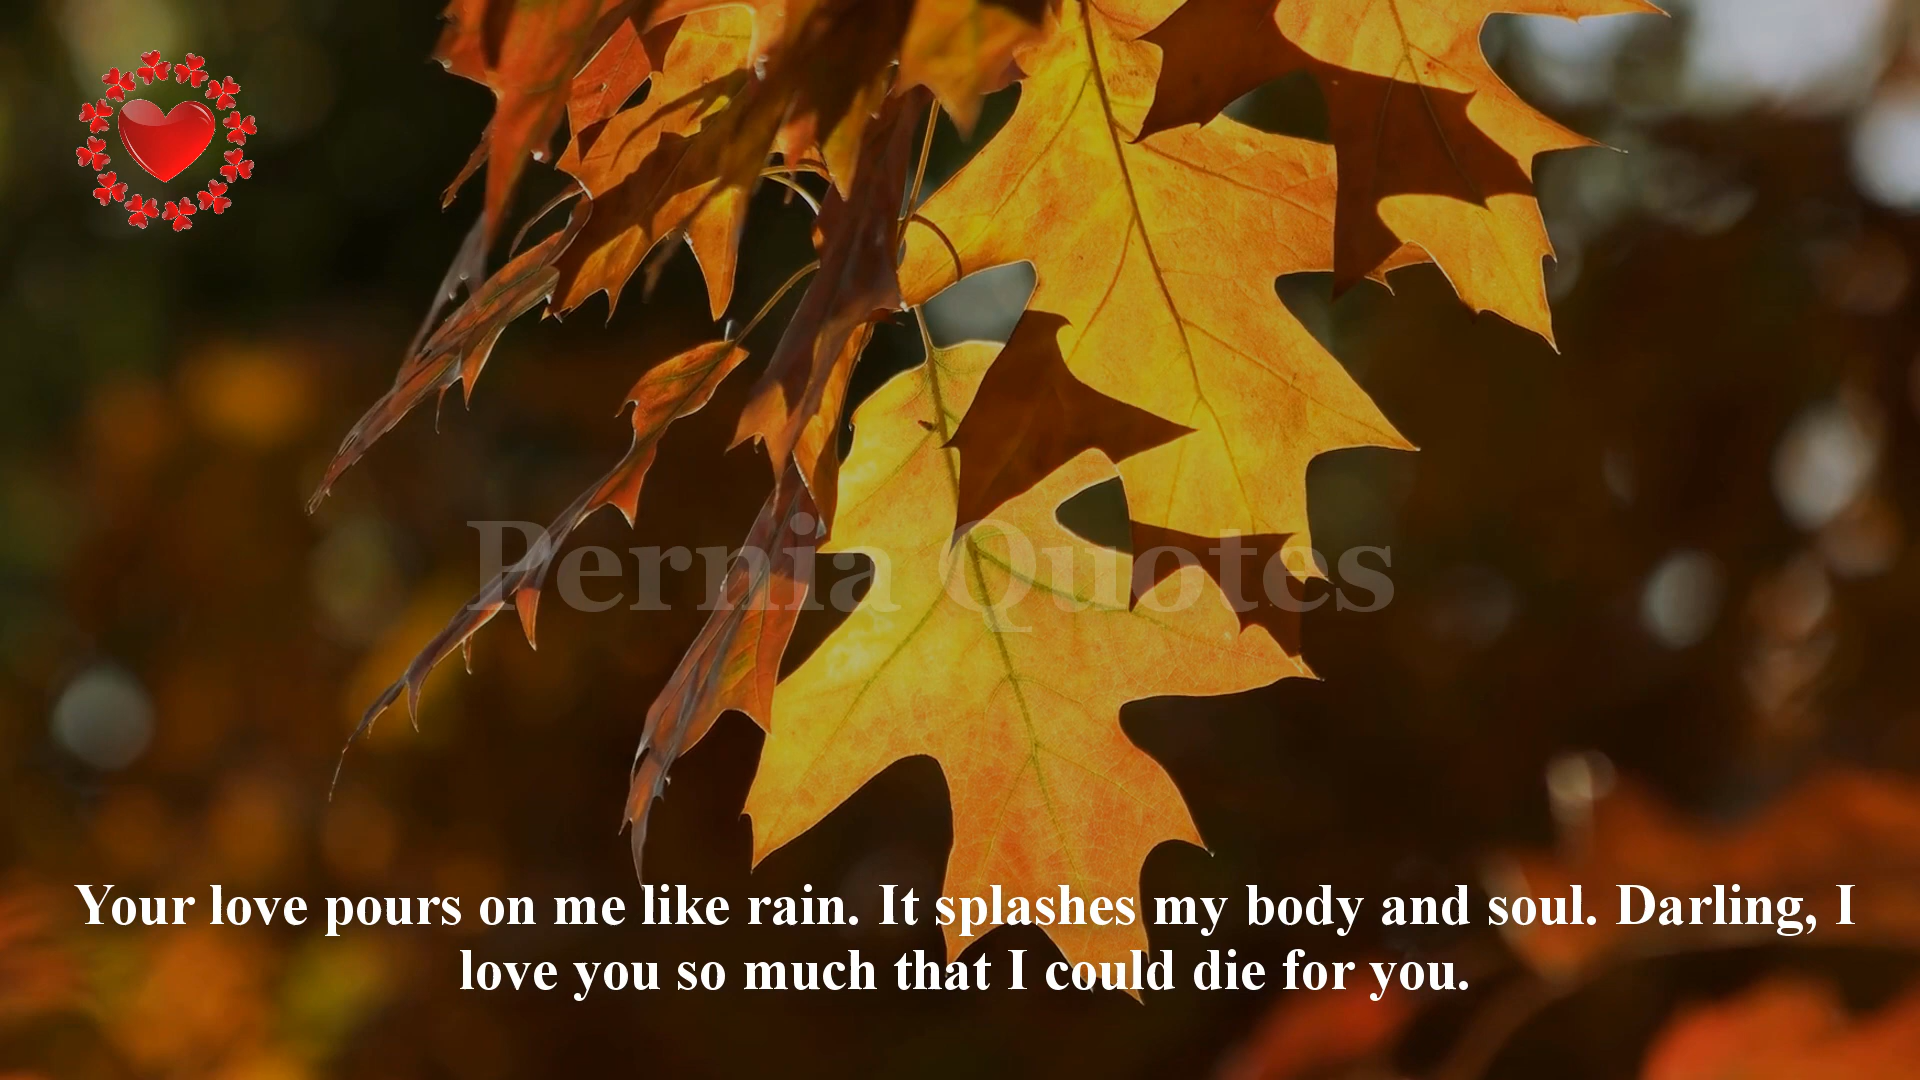 Pernia Quotes
Your love pours on me like rain. It splashes my body and soul. Darling, I
love you so much that I could die for you.